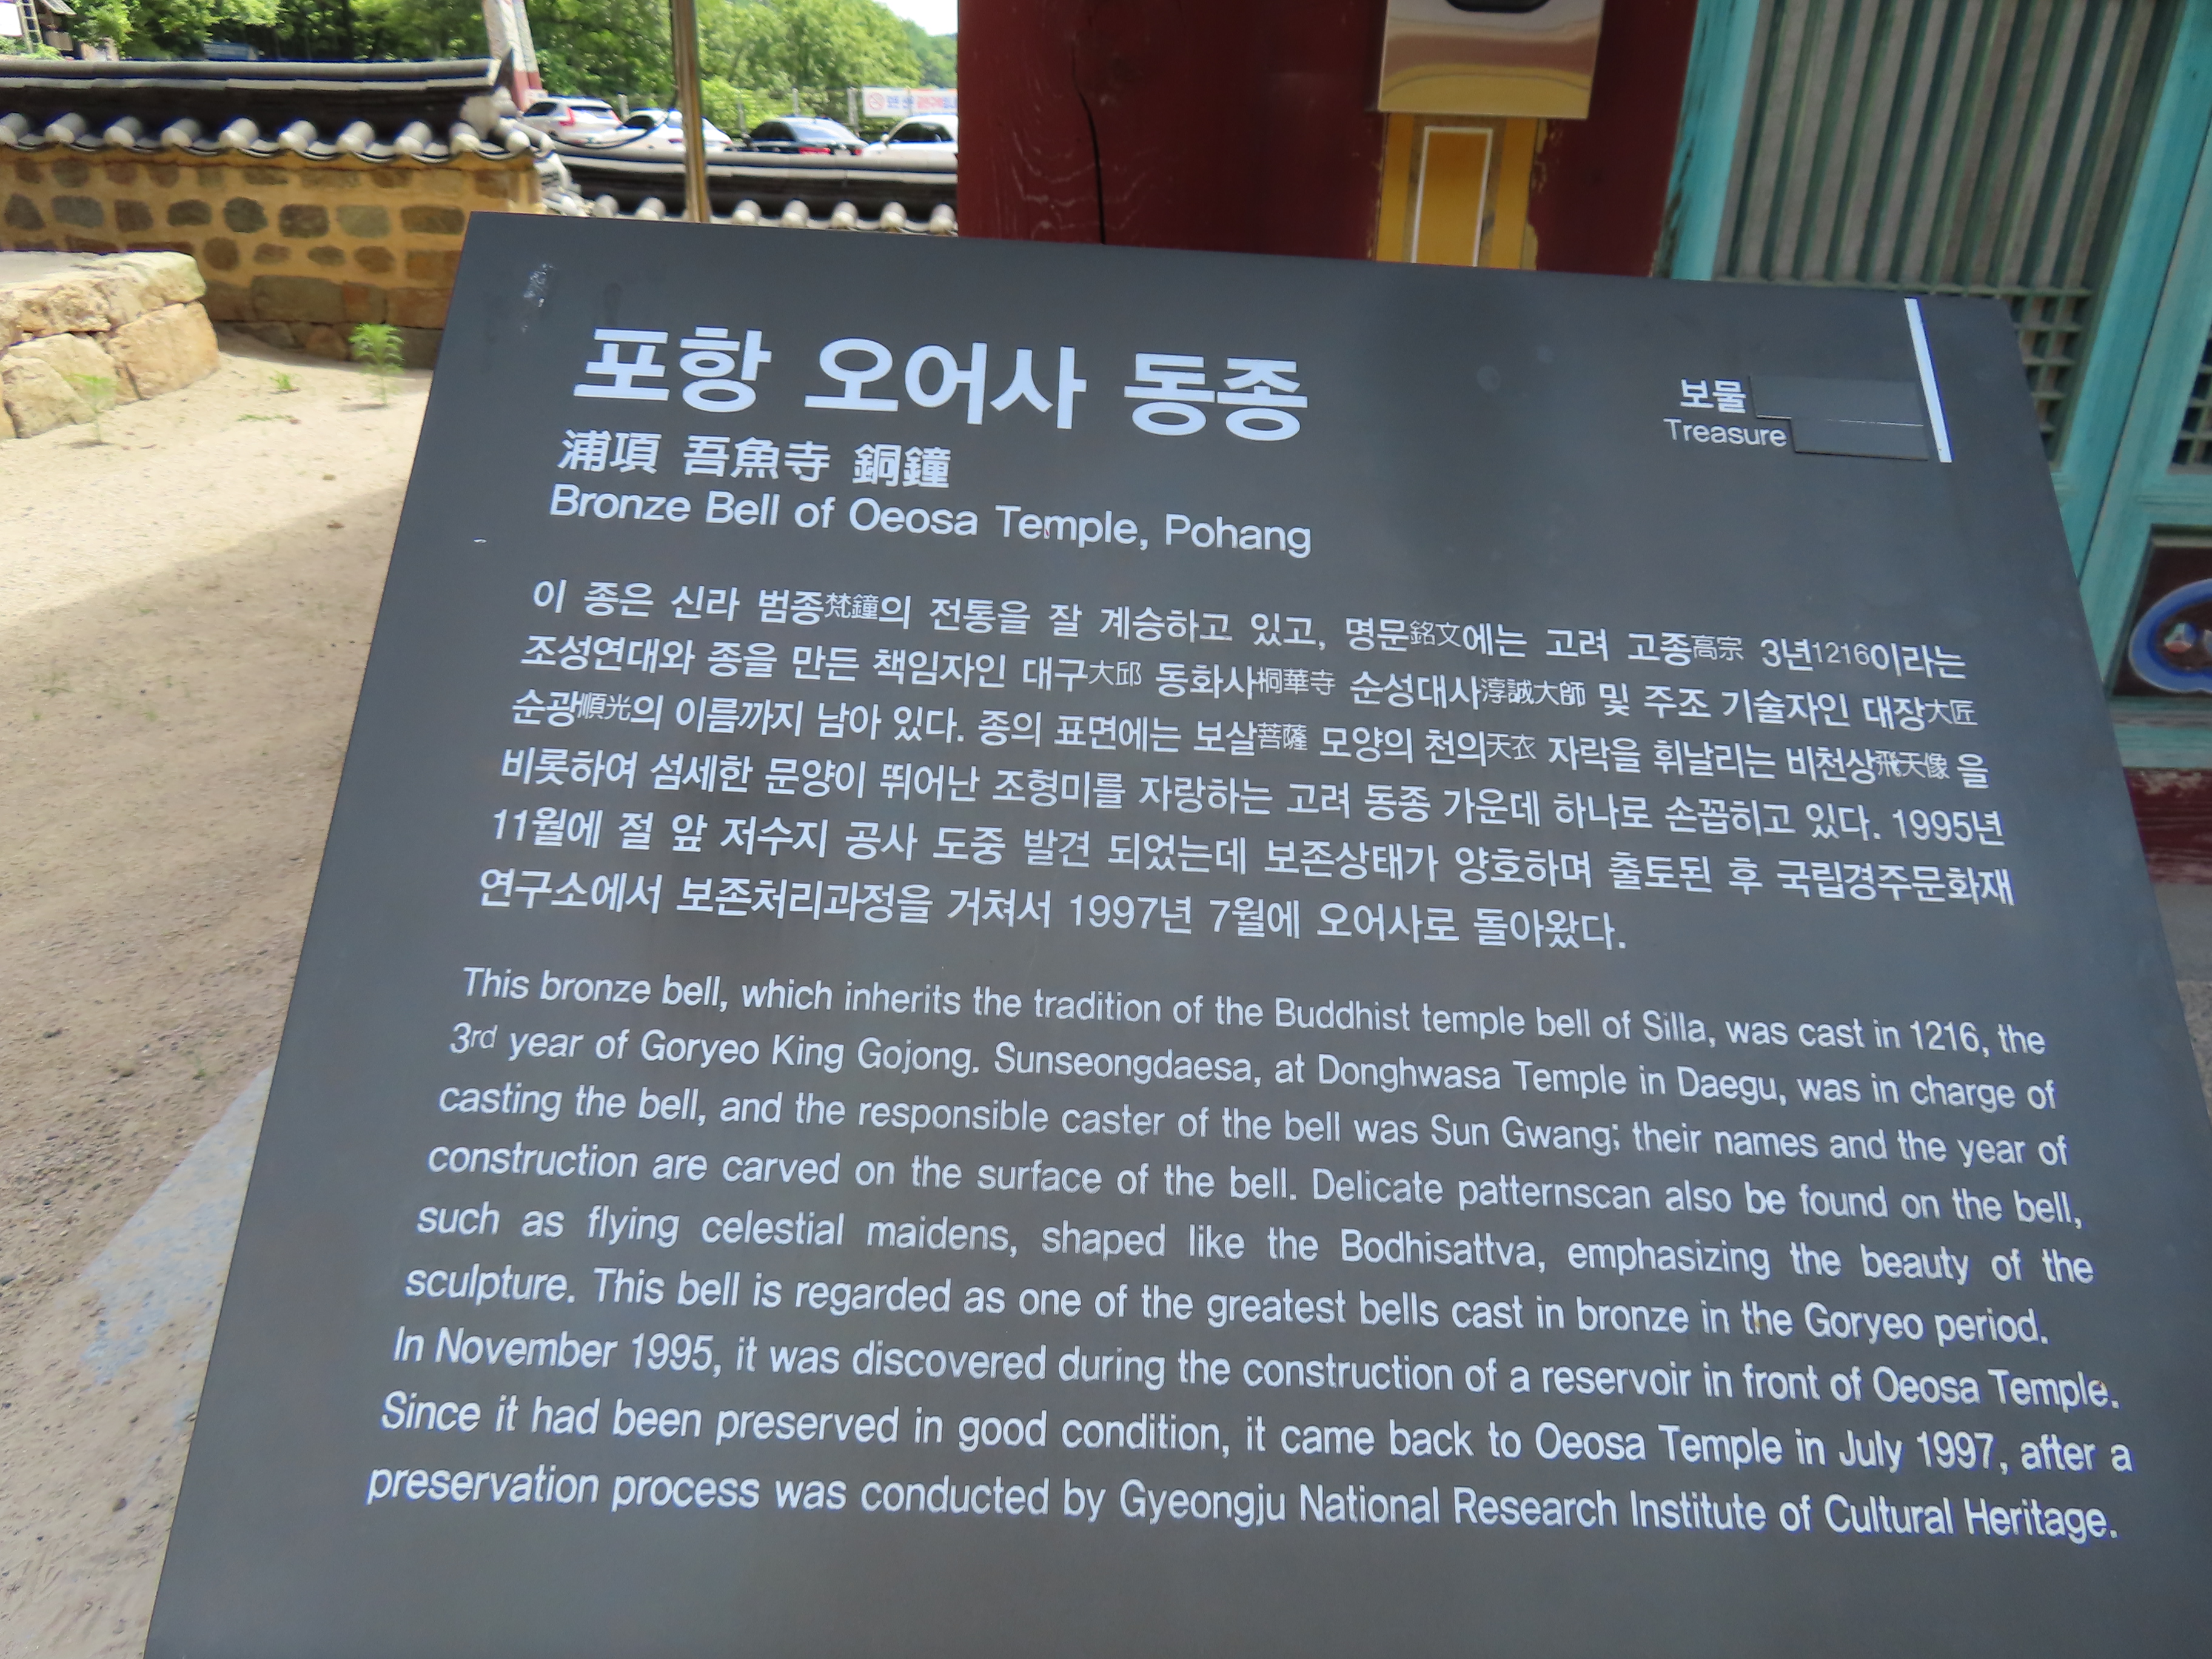 포항 오어사 동종
浦項 吾魚寺 銅鐘
Bronze Bell of Oeosa Temple, Pohang
보물
Treasure
이 종은 신라 범종梵鐘의 전통을 잘 계승하고 있고, 명문銘文에는 고려 고종高宗 3년1216이라는
조성연대와 종을 만든 책임자인 대구大邱 동화사桐華寺 순성대사淳誠大師 및 주조 기술자인 대장大匠
순광順光의 이름까지 남아 있다. 종의 표면에는 보살菩薩 모양의 천의天衣 자락을 휘날리는 비천상飛天像 을
비롯하여 섬세한 문양이 뛰어난 조형미를 자랑하는 고려 동종 가운데 하나로 손꼽히고 있다. 1995년
11월에 절 앞 저수지 공사 도중 발견 되었는데 보존상태가 양호하며 출토된 후 국립경주문화재
연구소에서 보존처리과정을 거쳐서 1997년 7월에 오어사로 돌아왔다.
This bronze bell, which inherits the tradition of the Buddhist temple bell of Silla, was cast in 1216, the
3rd year of Goryeo King Gojong. Sunseongdaesa, at Donghwasa Temple in Daegu, was in charge of
casting the bell, and the responsible caster of the bell was Sun Gwang; their names and the year of
construction are carved on the surface of the bell. Delicate patternscan also be found on the bell,
such as flying celestial maidens, shaped like the Bodhisattva, emphasizing the beauty of the
sculpture. This bell is regarded as one of the greatest bells cast in bronze in the Goryeo period.
In November 1995, it was discovered during the construction of a reservoir in front of Oeosa Temple.
Since it had been preserved in good condition, it came back to Oeosa Temple in July 1997, after a
preservation process was conducted by Gyeongju National Research Institute of Cultural Heritage.